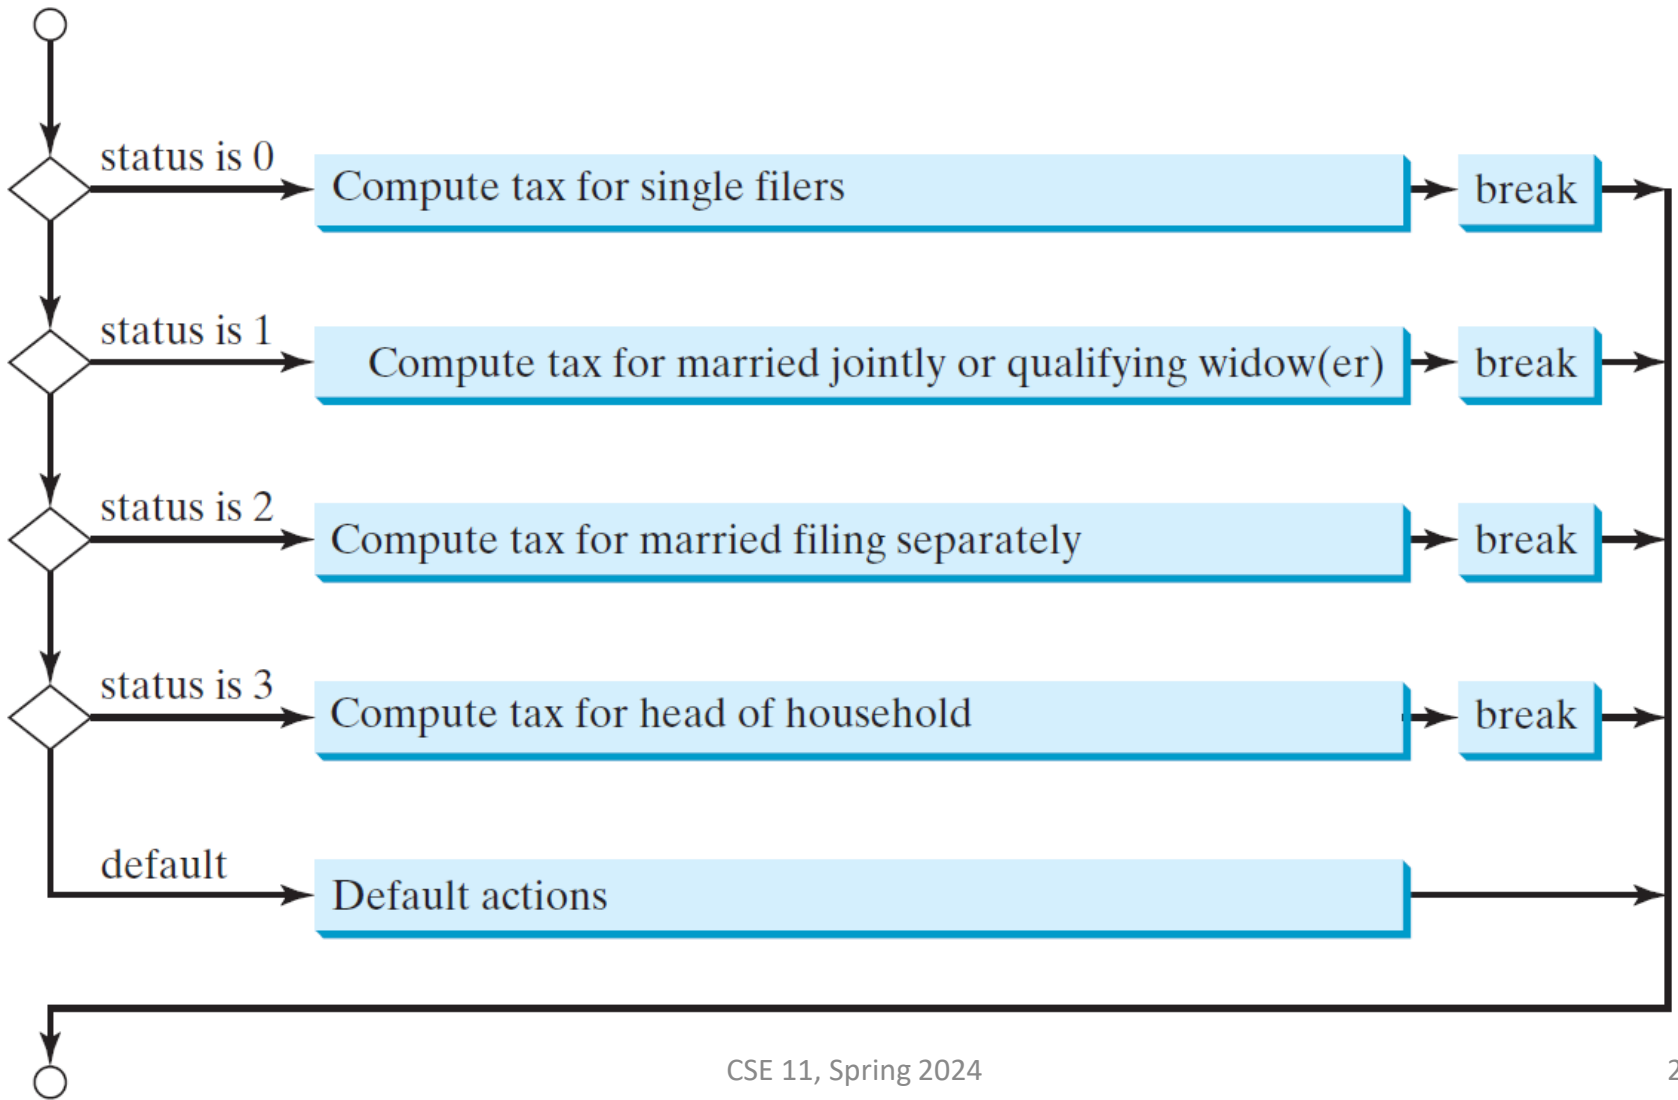 status is 0
Compute tax for single filers
break
status is 1
Compute tax for married jointly or qualifying widow(er)
break
status is 2
Compute tax for married filing separately
break
status is 3
Compute tax for head of household
break
default
Default actions
CSE 11, Spring 2024